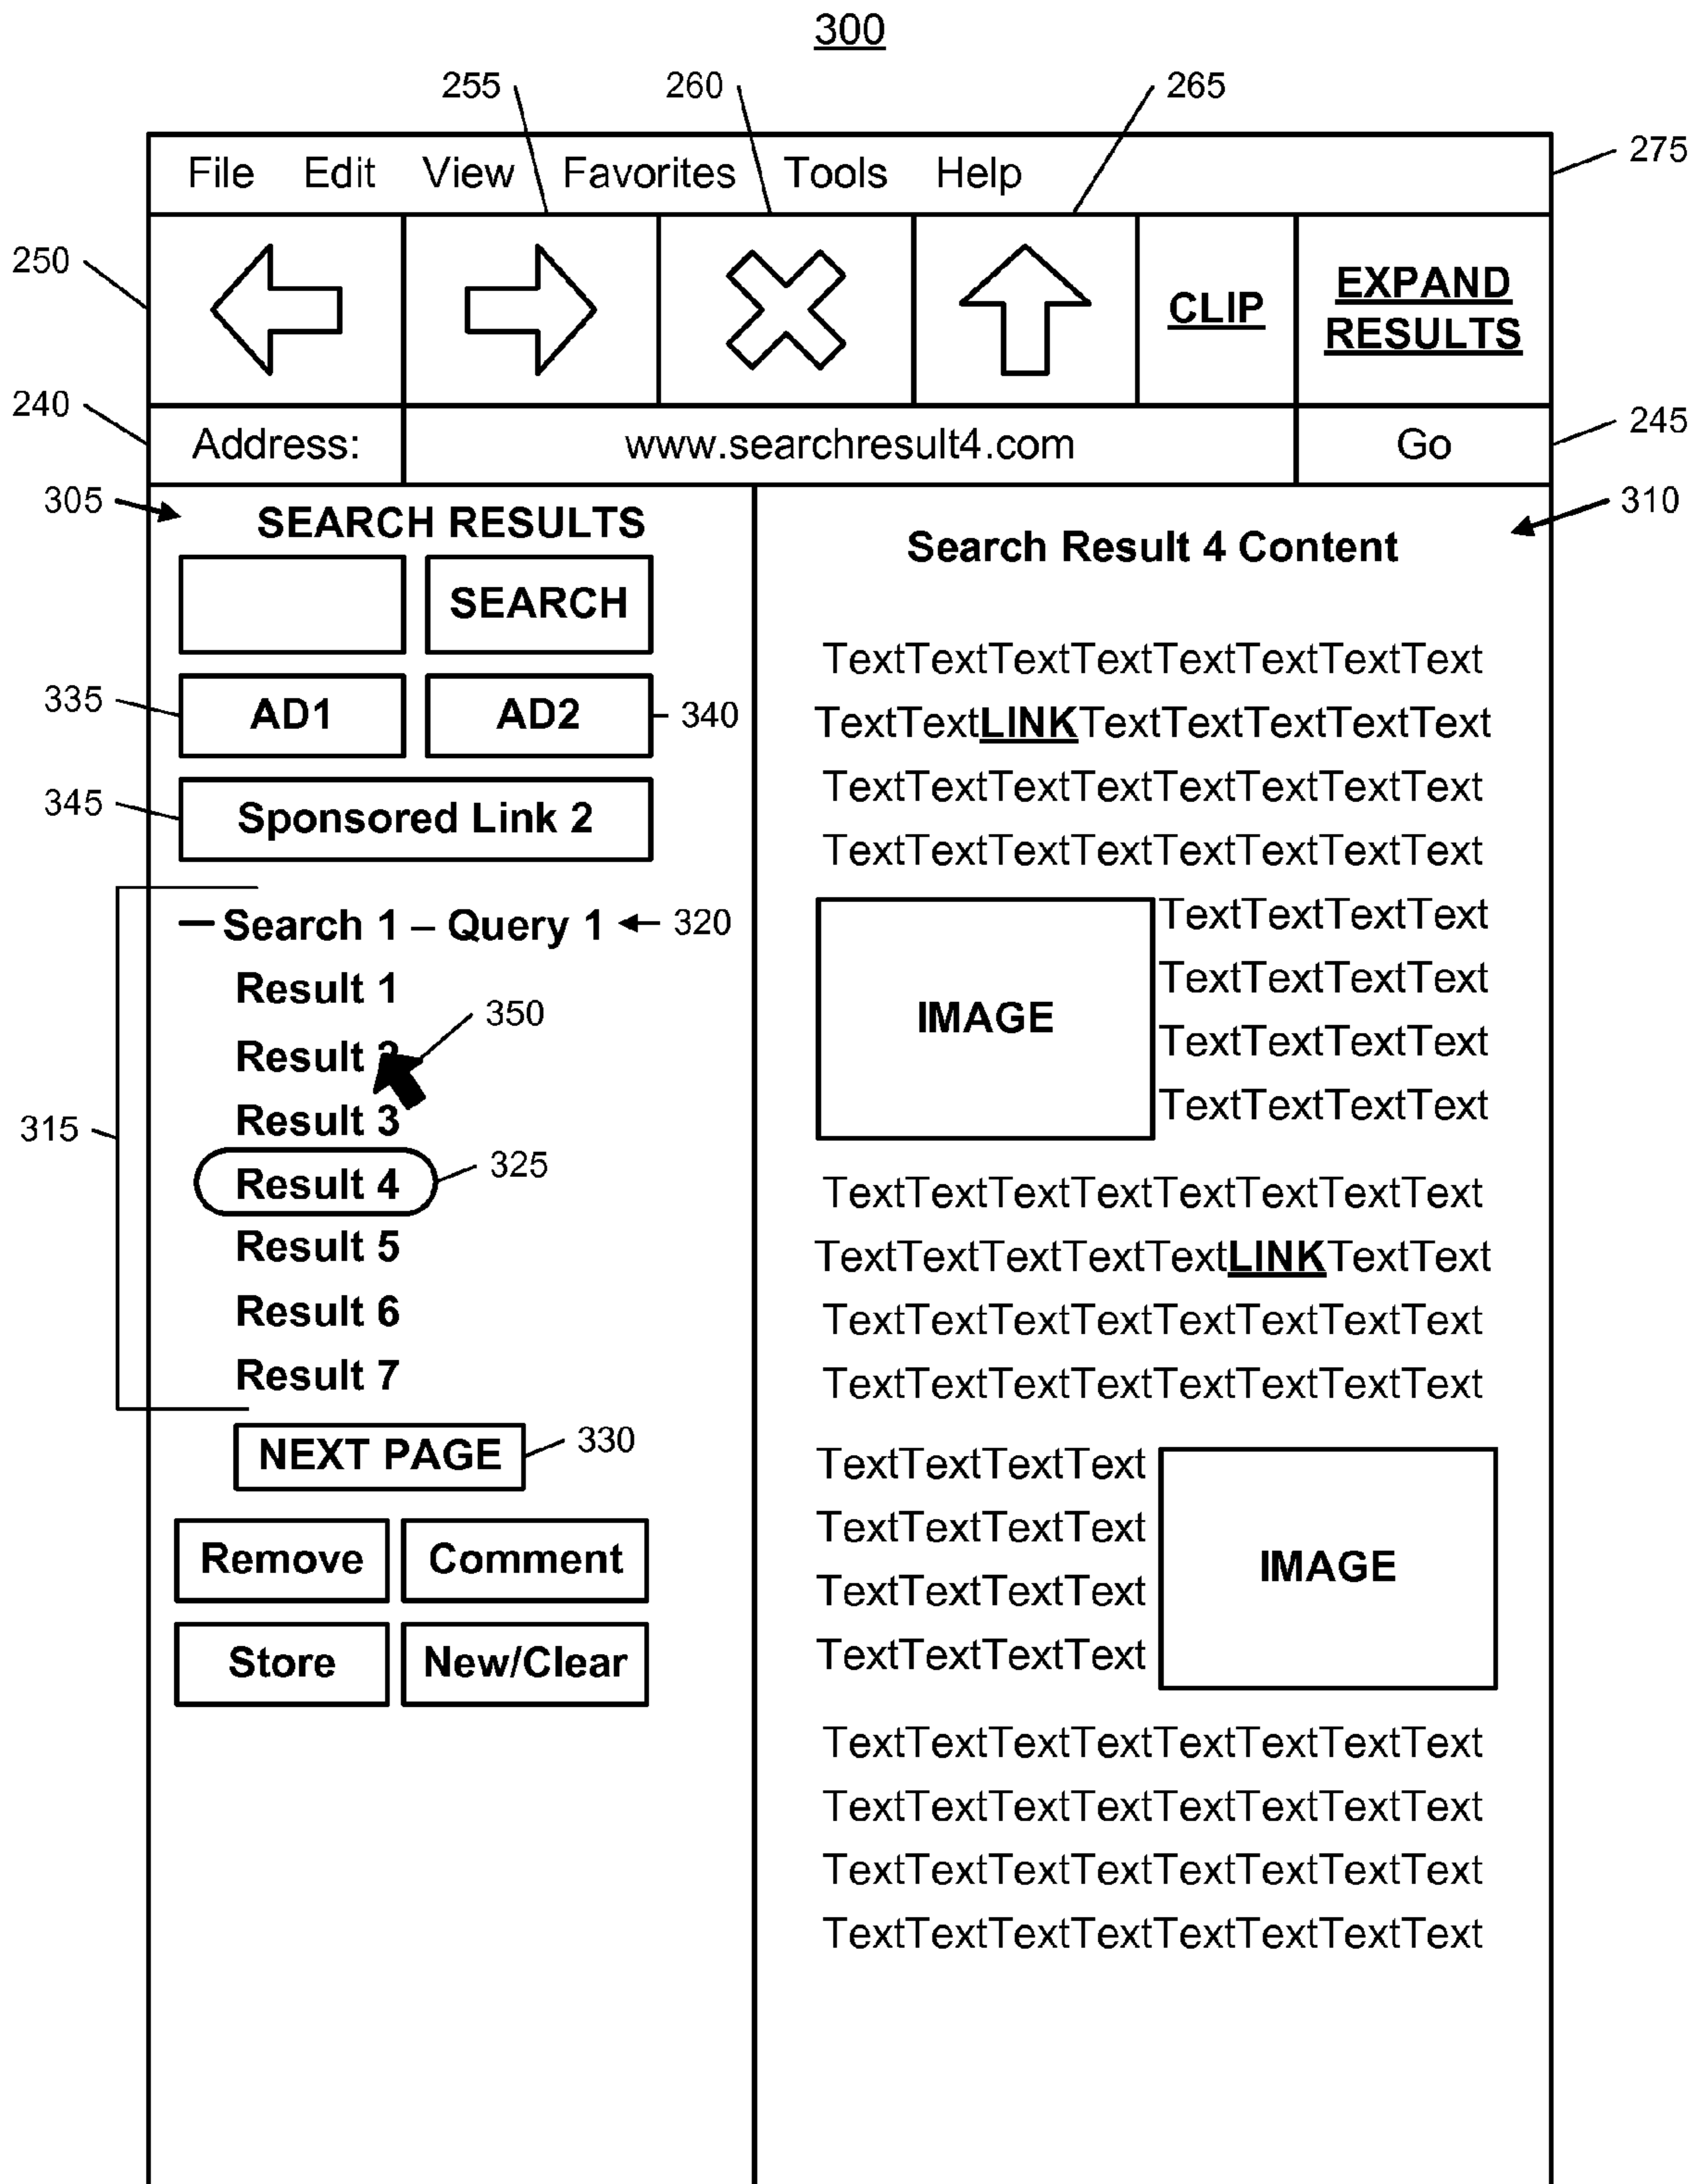 300
255 260 265
275
File Edit View Favorites Tools Help
250
CLIP
EXPAND
RESULTS
240
Address: www.searchresult4.com Go
245
305
310
SEARCH RESULTS
SEARCH
335
AD1 AD2
340
345
Sponsored Link 2
315
— Search 1 – Query 1
320
Result 1
350
Result 2
Result 3
Result 4
325
Result 5
Result 6
Result 7
NEXT PAGE
330
Remove Comment
Store New/Clear
Search Result 4 Content
TextTextTextTextTextTextTextText
TextTextLINKTextTextTextTextText
TextTextTextTextTextTextTextText
TextTextTextTextTextTextTextText
IMAGE
TextTextTextText
TextTextTextText
TextTextTextText
TextTextTextText
TextTextTextTextTextTextTextText
TextTextTextTextTextLINKTextText
TextTextTextTextTextTextTextText
TextTextTextTextTextTextTextText
TextTextTextText
TextTextTextText
TextTextTextText
TextTextTextText
IMAGE
TextTextTextTextTextTextTextText
TextTextTextTextTextTextTextText
TextTextTextTextTextTextTextText
TextTextTextTextTextTextTextText